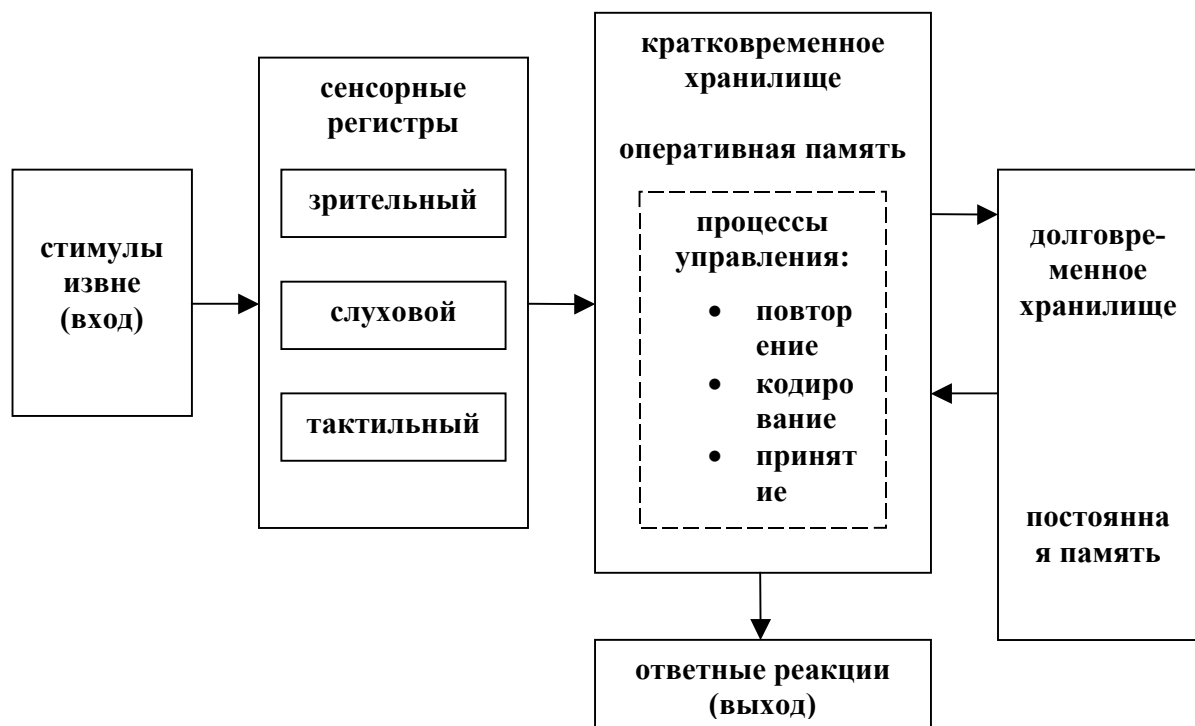 стимулы
извне
(вход)
сенсорные
регистры
зрительный
слуховой
тактильный
кратковременное
хранилище
оперативная память
процессы
управления:
• повтор
ение
• кодиро
вание
• принят
ие
долговре-
менное
хранилище
постоянна
я память
ответные реакции
(выход)